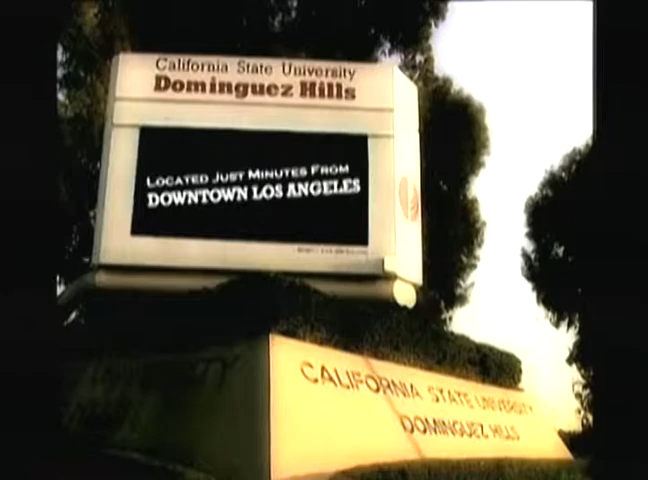 California State University
Dominguez Hills
LOCATED JUST MINUTES FROM
DOWNTOWN LOS ANGELES
CALIFORNIA STATE UNIVERSITY
DOMINGUEZ HILLS